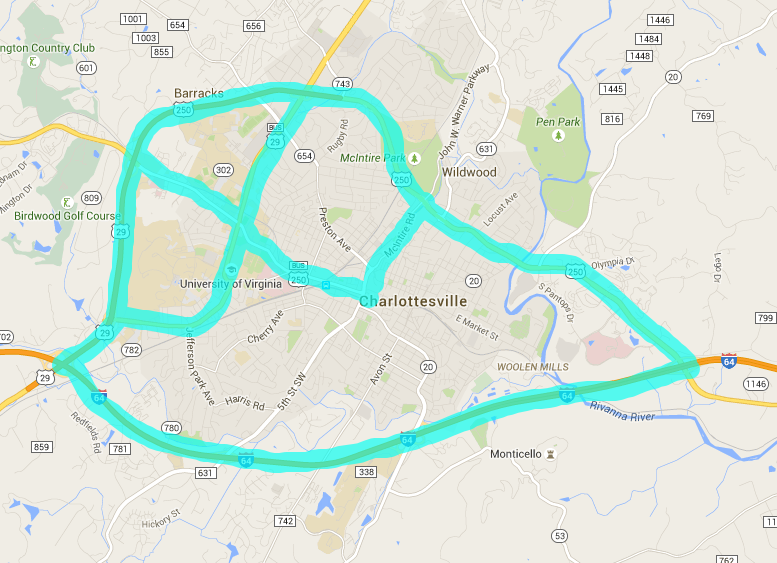 1001
654
656
1003
855
ngton Country Club
601
1446
1484
1448
20
1445
816
769
Barracks
743
250
BUS
29
Rugby Rd
John W. Warner Parkway
Pen Park
654
McIntire Park
631
Wildwood
302
250
809
Birdwood Golf Course
Locust Ave
29
Preston Ave
McIntire Rd
University of Virginia
BUS
250
20
250
Olympia Dr
Lego Dr
S Pantops Dr
Charlottesville
799
29
Cherry Ave
E Market St
782
Jefferson Park Ave
Avon St
20
WOOLEN MILLS
64
29
1146
64
Harris Rd
5th St SW
64
Rivanna River
Redfields Rd
780
859
781
64
64
631
338
Monticello
Hickory St
742
53
762